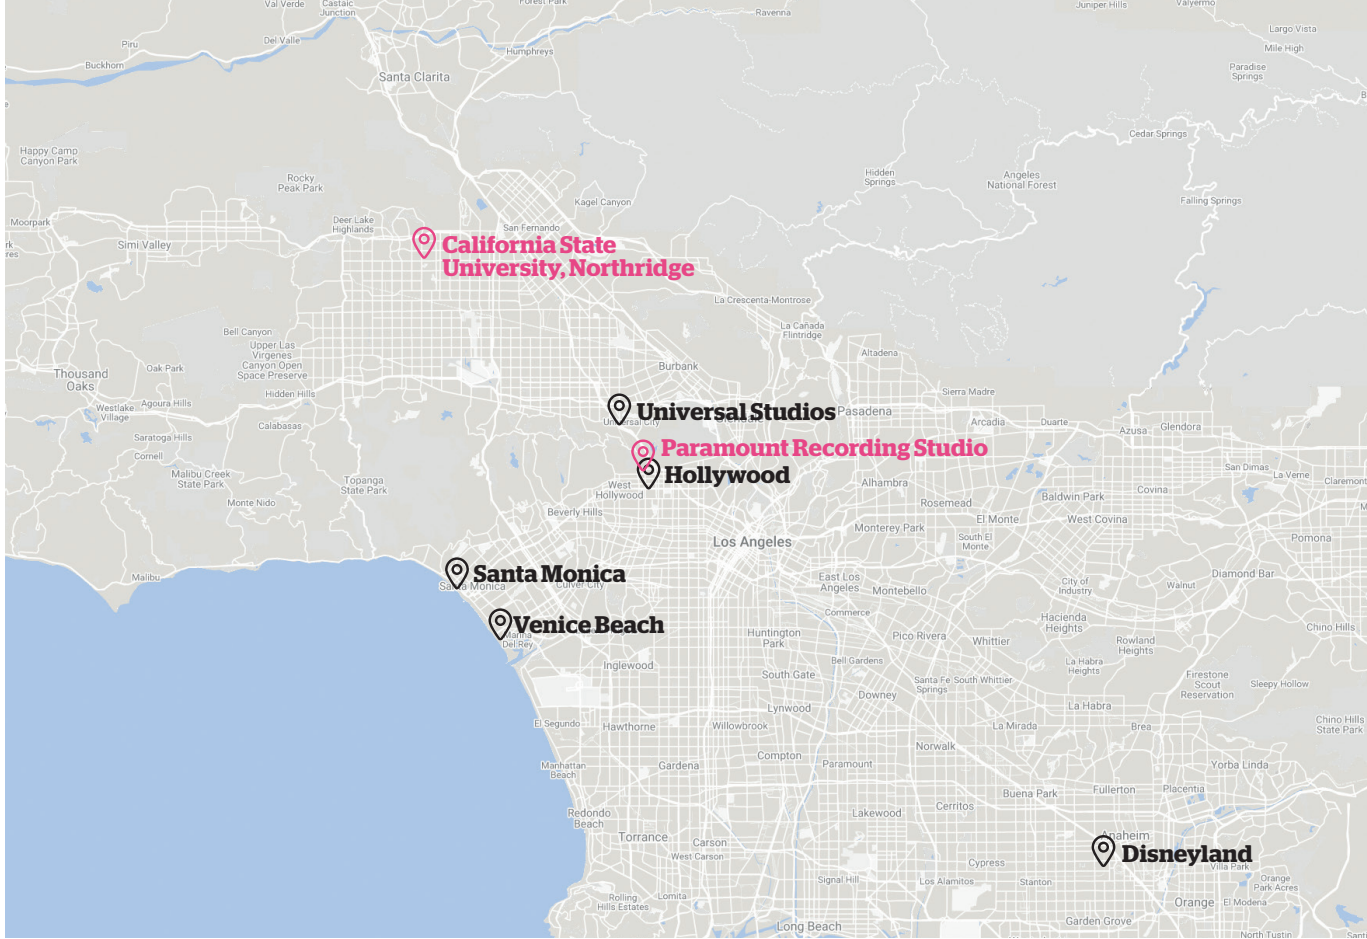 Val Verde
Castaic
Junction
Forest Park
Ravenna
Juniper Hills
Valyermo
Piru
Del Valle
Humphreys
Largo Vista
Mile High
Buckhorn
Santa Clarita
Paradise
Springs
Cedar Springs
Happy Camp
Canyon Park
Rocky
Peak Park
Hidden
Springs
Angeles
National Forest
Kagel Canyon
Falling Springs
Moorpark
Deer Lake
Highlands
San Fernando
Simi Valley
California State
University, Northridge
La Crescenta-Montrose
La Cañada
Flintridge
Bell Canyon
Upper Las
Virgenes
Canyon Open
Space Preserve
Altadena
Thousand
Oaks
Oak Park
Burbank
Hidden Hills
Sierra Madre
Westlake
Village
Agoura Hills
Universal Studios
Universal City
Glendale
Pasadena
Arcadia
Duarte
Azusa
Glendora
Calabasas
Saratoga Hills
Cornell
Paramount Recording Studio
Hollywood
Malibu Creek
State Park
Topanga
State Park
West
Hollywood
Alhambra
San Dimas
La Verne
Claremont
Monte Nido
Beverly Hills
Rosemead
Baldwin Park
Covina
El Monte
West Covina
Monterey Park
Los Angeles
South El
Monte
Pomona
Santa Monica
Santa Monica
Culver City
Malibu
East Los
Angeles
Montebello
City of
Industry
Walnut
Diamond Bar
Commerce
Venice Beach
Marina
Del Rey
Huntington
Park
Pico Rivera
Whittier
Hacienda
Heights
Rowland
Heights
Chino Hills
Inglewood
Bell Gardens
La Habra
Heights
South Gate
Downey
Santa Fe
Springs
South Whittier
Firestone
Scout
Reservation
Sleepy Hollow
Lynwood
La Habra
El Segundo
Hawthorne
Willowbrook
La Mirada
Brea
Chino Hills
State Park
Norwalk
Manhattan
Beach
Gardena
Compton
Paramount
Yorba Linda
Buena Park
Fullerton
Placentia
Redondo
Beach
Lakewood
Cerritos
Torrance
Carson
West Carson
Anaheim
Disneyland
Cypress
Villa Park
Signal Hill
Los Alamitos
Stanton
Orange
Park Acres
Rolling
Hills Estates
Lomita
Orange
El Modena
Long Beach
Garden Grove
North Tustin